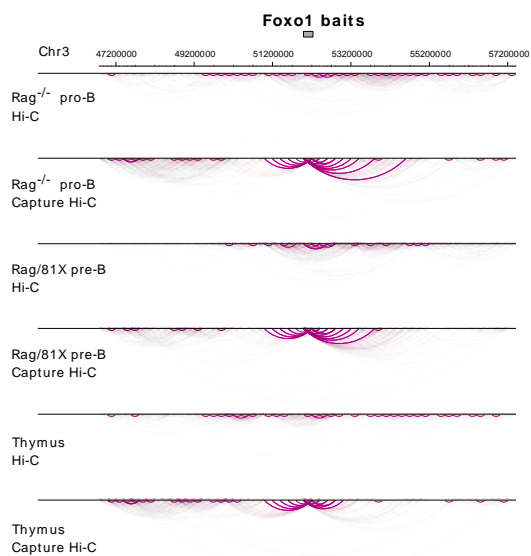 Foxo1 baits
Chr3
47200000 49200000 51200000 53200000 55200000 57200000
Rag-/- pro-B
Hi-C
Rag-/- pro-B
Capture Hi-C
Rag/81X pre-B
Hi-C
Rag/81X pre-B
Capture Hi-C
Thymus
Hi-C
Thymus
Capture Hi-C